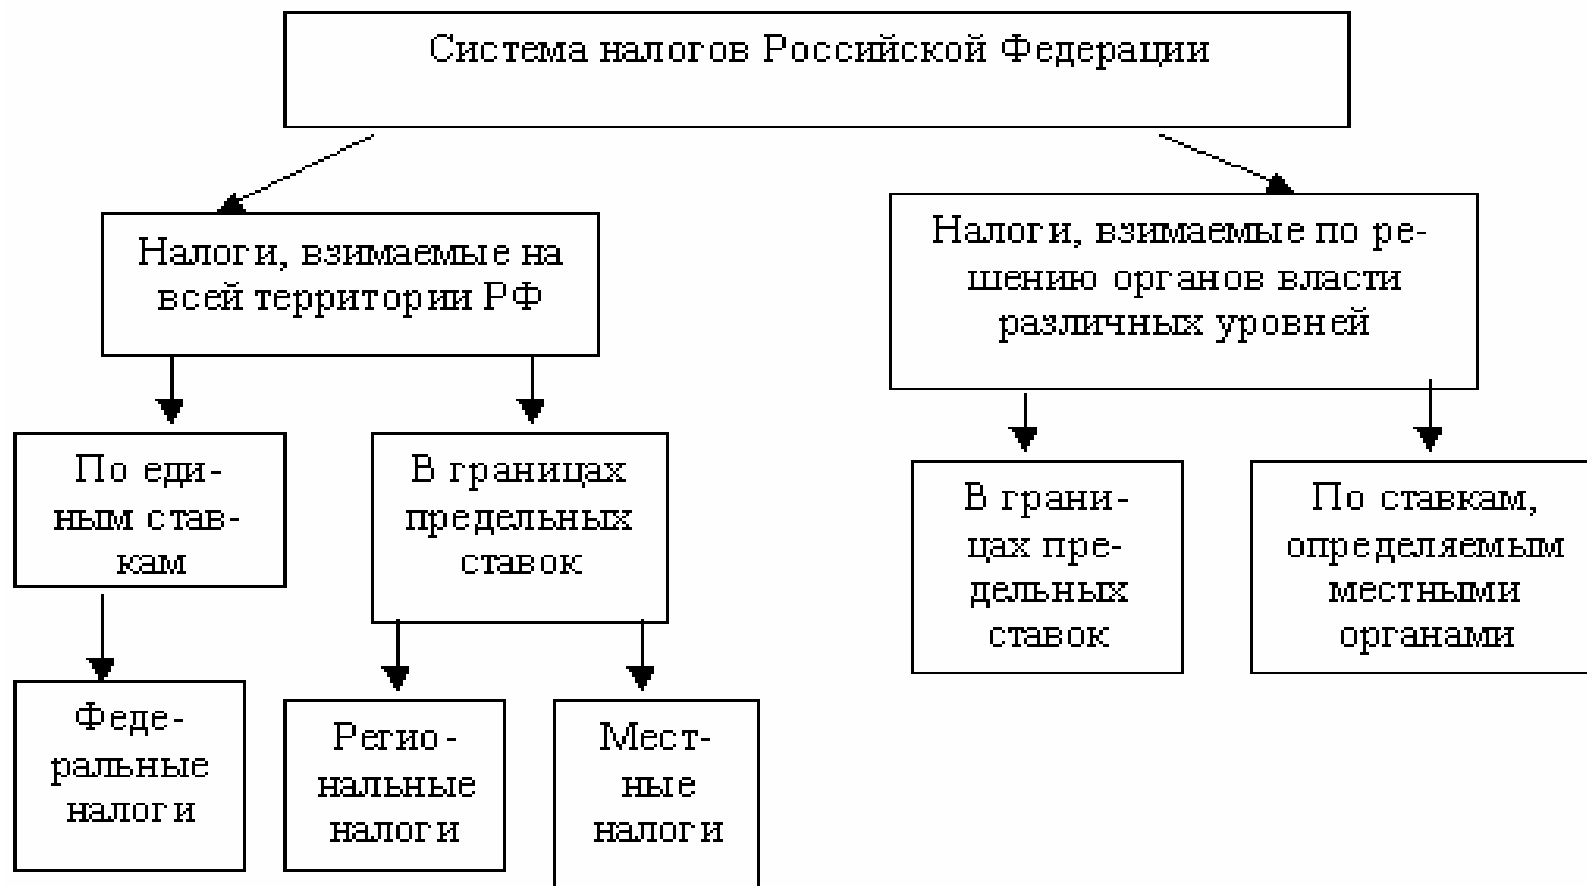 Система налогов Российской Федерации
Налоги, взимаемые на
всей территории РФ
Налоги, взимаемые по ре-
шению органов власти
различных уровней
По еди-
ным став-
кам
В границах
предельных
ставок
В грани-
цах пре-
дельных
ставок
По ставкам,
определяемым
местными
органами
Феде-
ральные
налоги
Регио-
нальные
налоги
Мест-
ные
налоги